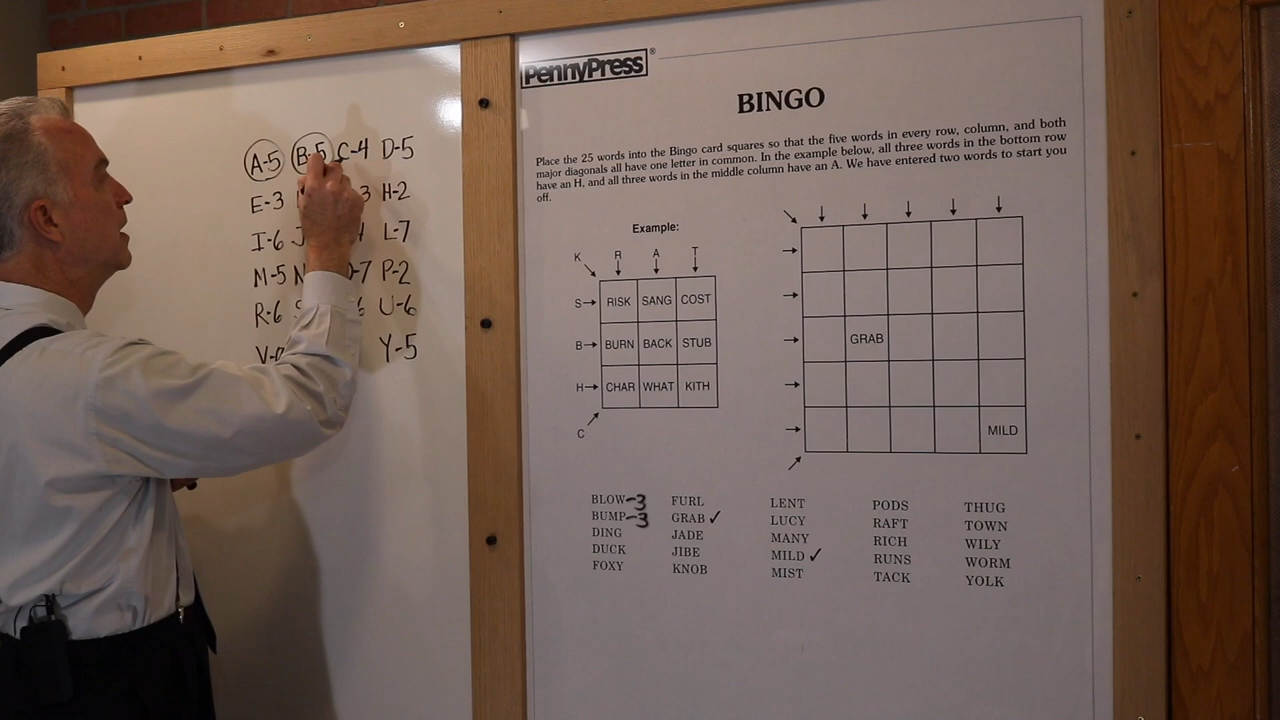 A-5 B-5 C-4 D-5
E-3 3 H-2
I-6 J L-7
M-5 N O-7 P-2
R-6 S 6 U-6
V-0 Y-5
PENNYPRESS®
BINGO
Place the 25 words into the Bingo card squares so that the five words in every row, column, and both
major diagonals all have one letter in common. In the example below, all three words in the bottom row
have an H, and all three words in the middle column have an A. We have entered two words to start you
off.
Example:
K R A T
S→ RISK SANG COST
B→ BURN BACK STUB
H→ CHAR WHAT KITH
C
GRAB
MILD
BLOW-3 FURL LENT PODS THUG
BUMP-3 GRAB ✓ LUCY RAFT TOWN
DING JADE MANY RICH WILY
DUCK JIBE MILD ✓ RUNS WORM
FOXY KNOB MIST TACK YOLK